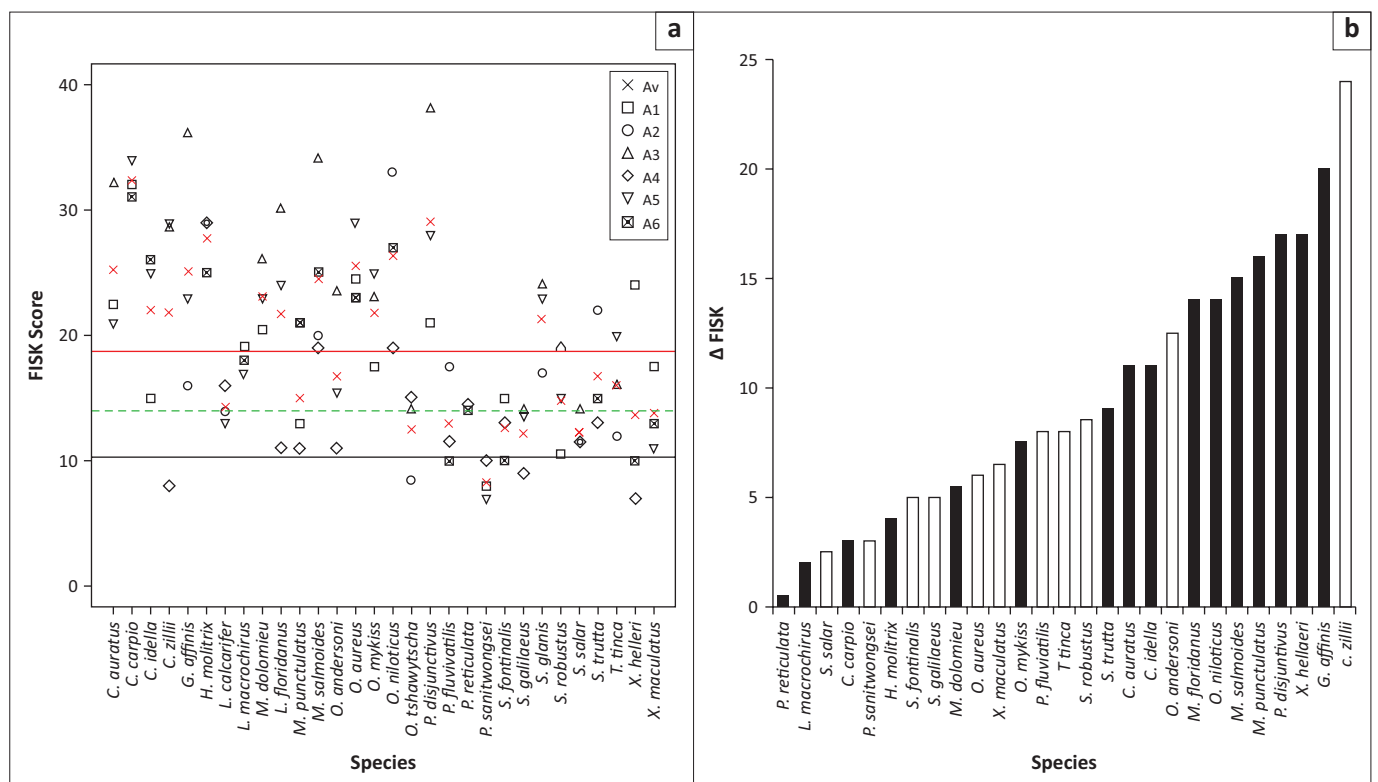 a
FISK Score
40
30
20
10
0
Av
A1
A2
A3
A4
A5
A6
C. auratus
C. carpio
C. idella
C. zillii
G. affinis
H. molitrix
L. calcarifer
L. macrochirus
M. dolomieu
L. floridanus
M. punctulatus
M. salmoides
O. andersoni
O. aureus
O. mykiss
O. niloticus
O. tshawytscha
P. disjunctivus
P. fluvivatilis
P. reticulata
P. sanitwongsei
S. fontinalis
S. galilaeus
S. glanis
S. robustus
S. salar
S. trutta
T. tinca
X. helleri
X. maculatus
Species
b
Δ FISK
25
20
15
10
5
0
P. reticulata
L. macrochirus
S. salar
C. carpio
P. sanitwongsei
H. molitrix
S. fontinalis
S. galilaeus
M. dolomieu
O. aureus
X. maculatus
O. mykiss
P. fluviatilis
T tinca
S. robustus
S. trutta
C. auratus
C. idella
O. andersoni
M. floridanus
O. niloticus
M. salmoides
M. punctulatus
P. disjuntivus
X. hellaeri
G. affinis
c. zillii
Species